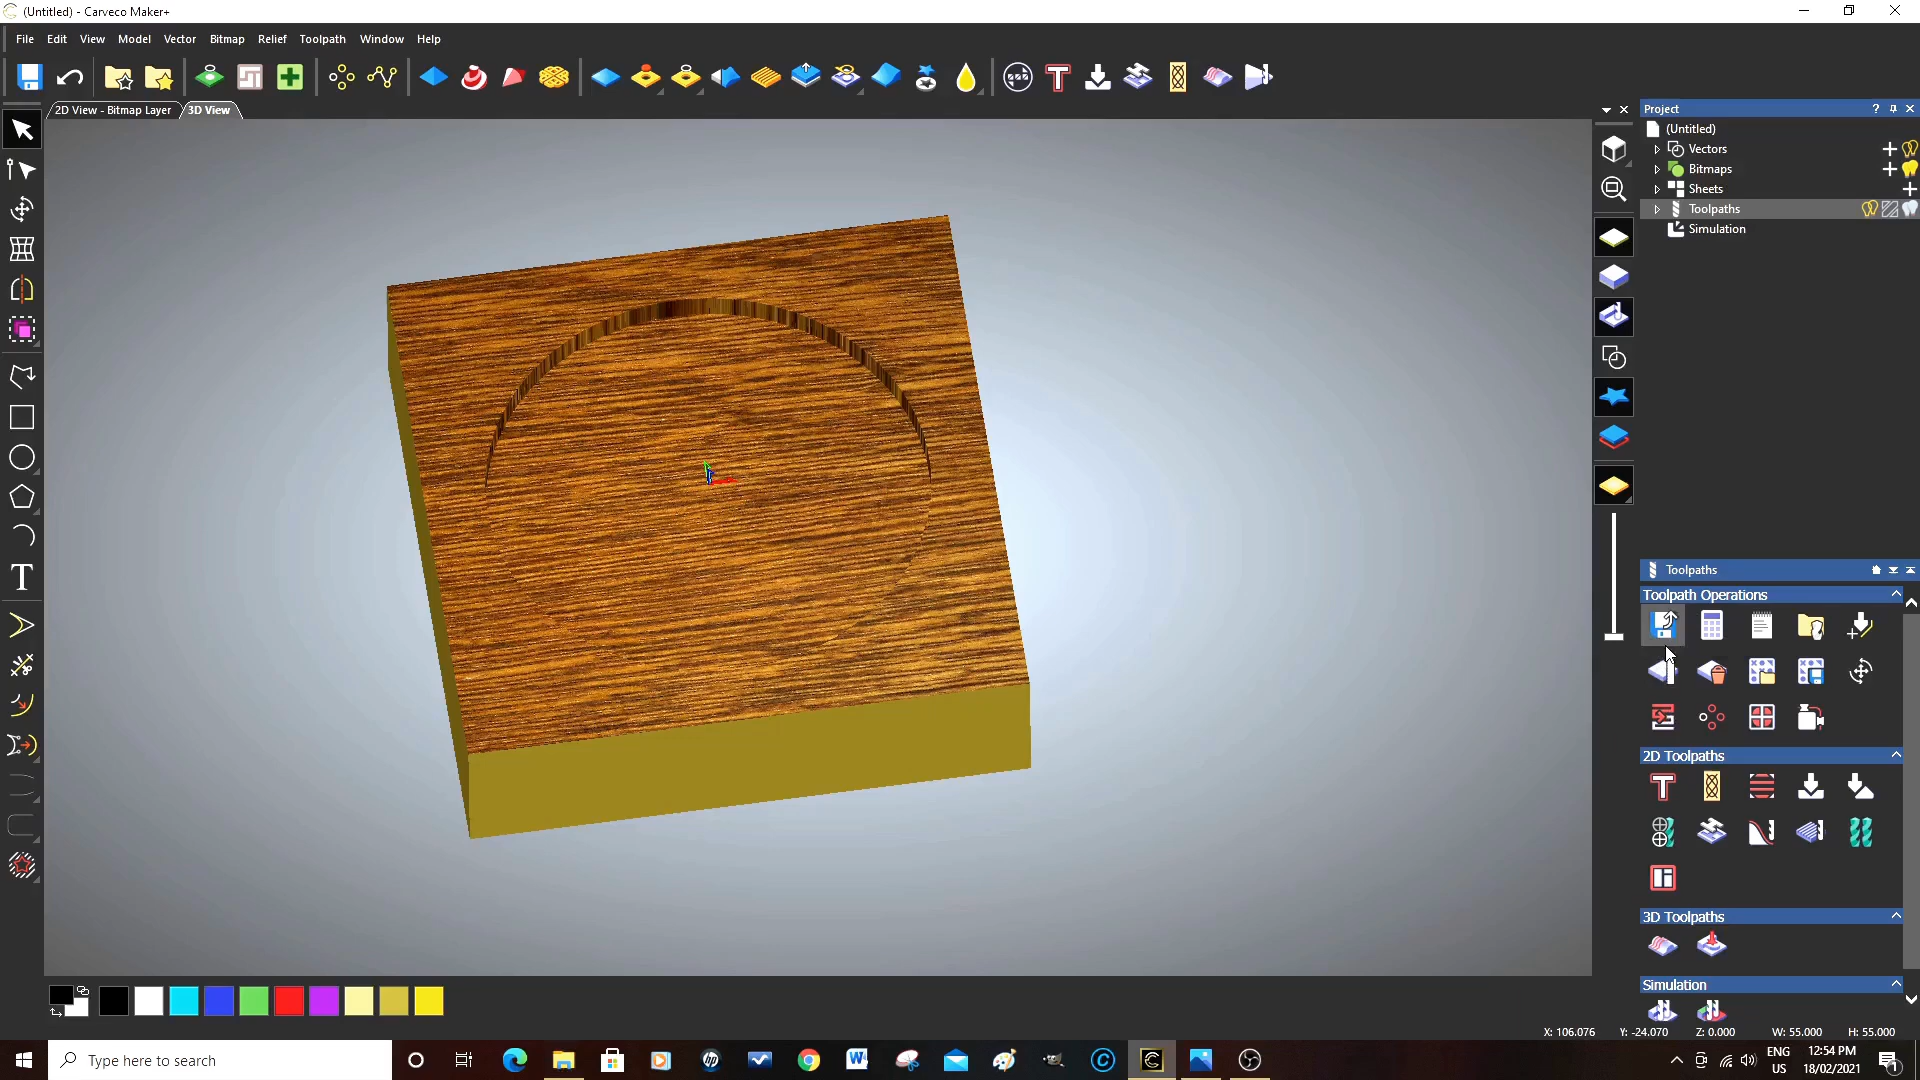 (Untitled) - Carveco Maker+
File Edit View Model Vector Bitmap Relief Toolpath Window Help
2D View - Bitmap Layer
3D View
Project
(Untitled)
Vectors
Bitmaps
Sheets
Toolpaths
Simulation
Toolpaths
Toolpath Operations
2D Toolpaths
3D Toolpaths
Simulation
X: 106.076 Y: -24.070 Z: 0.000 W: 55.000 H: 55.000
Type here to search
ENG
US
12:54 PM
18/02/2021
1